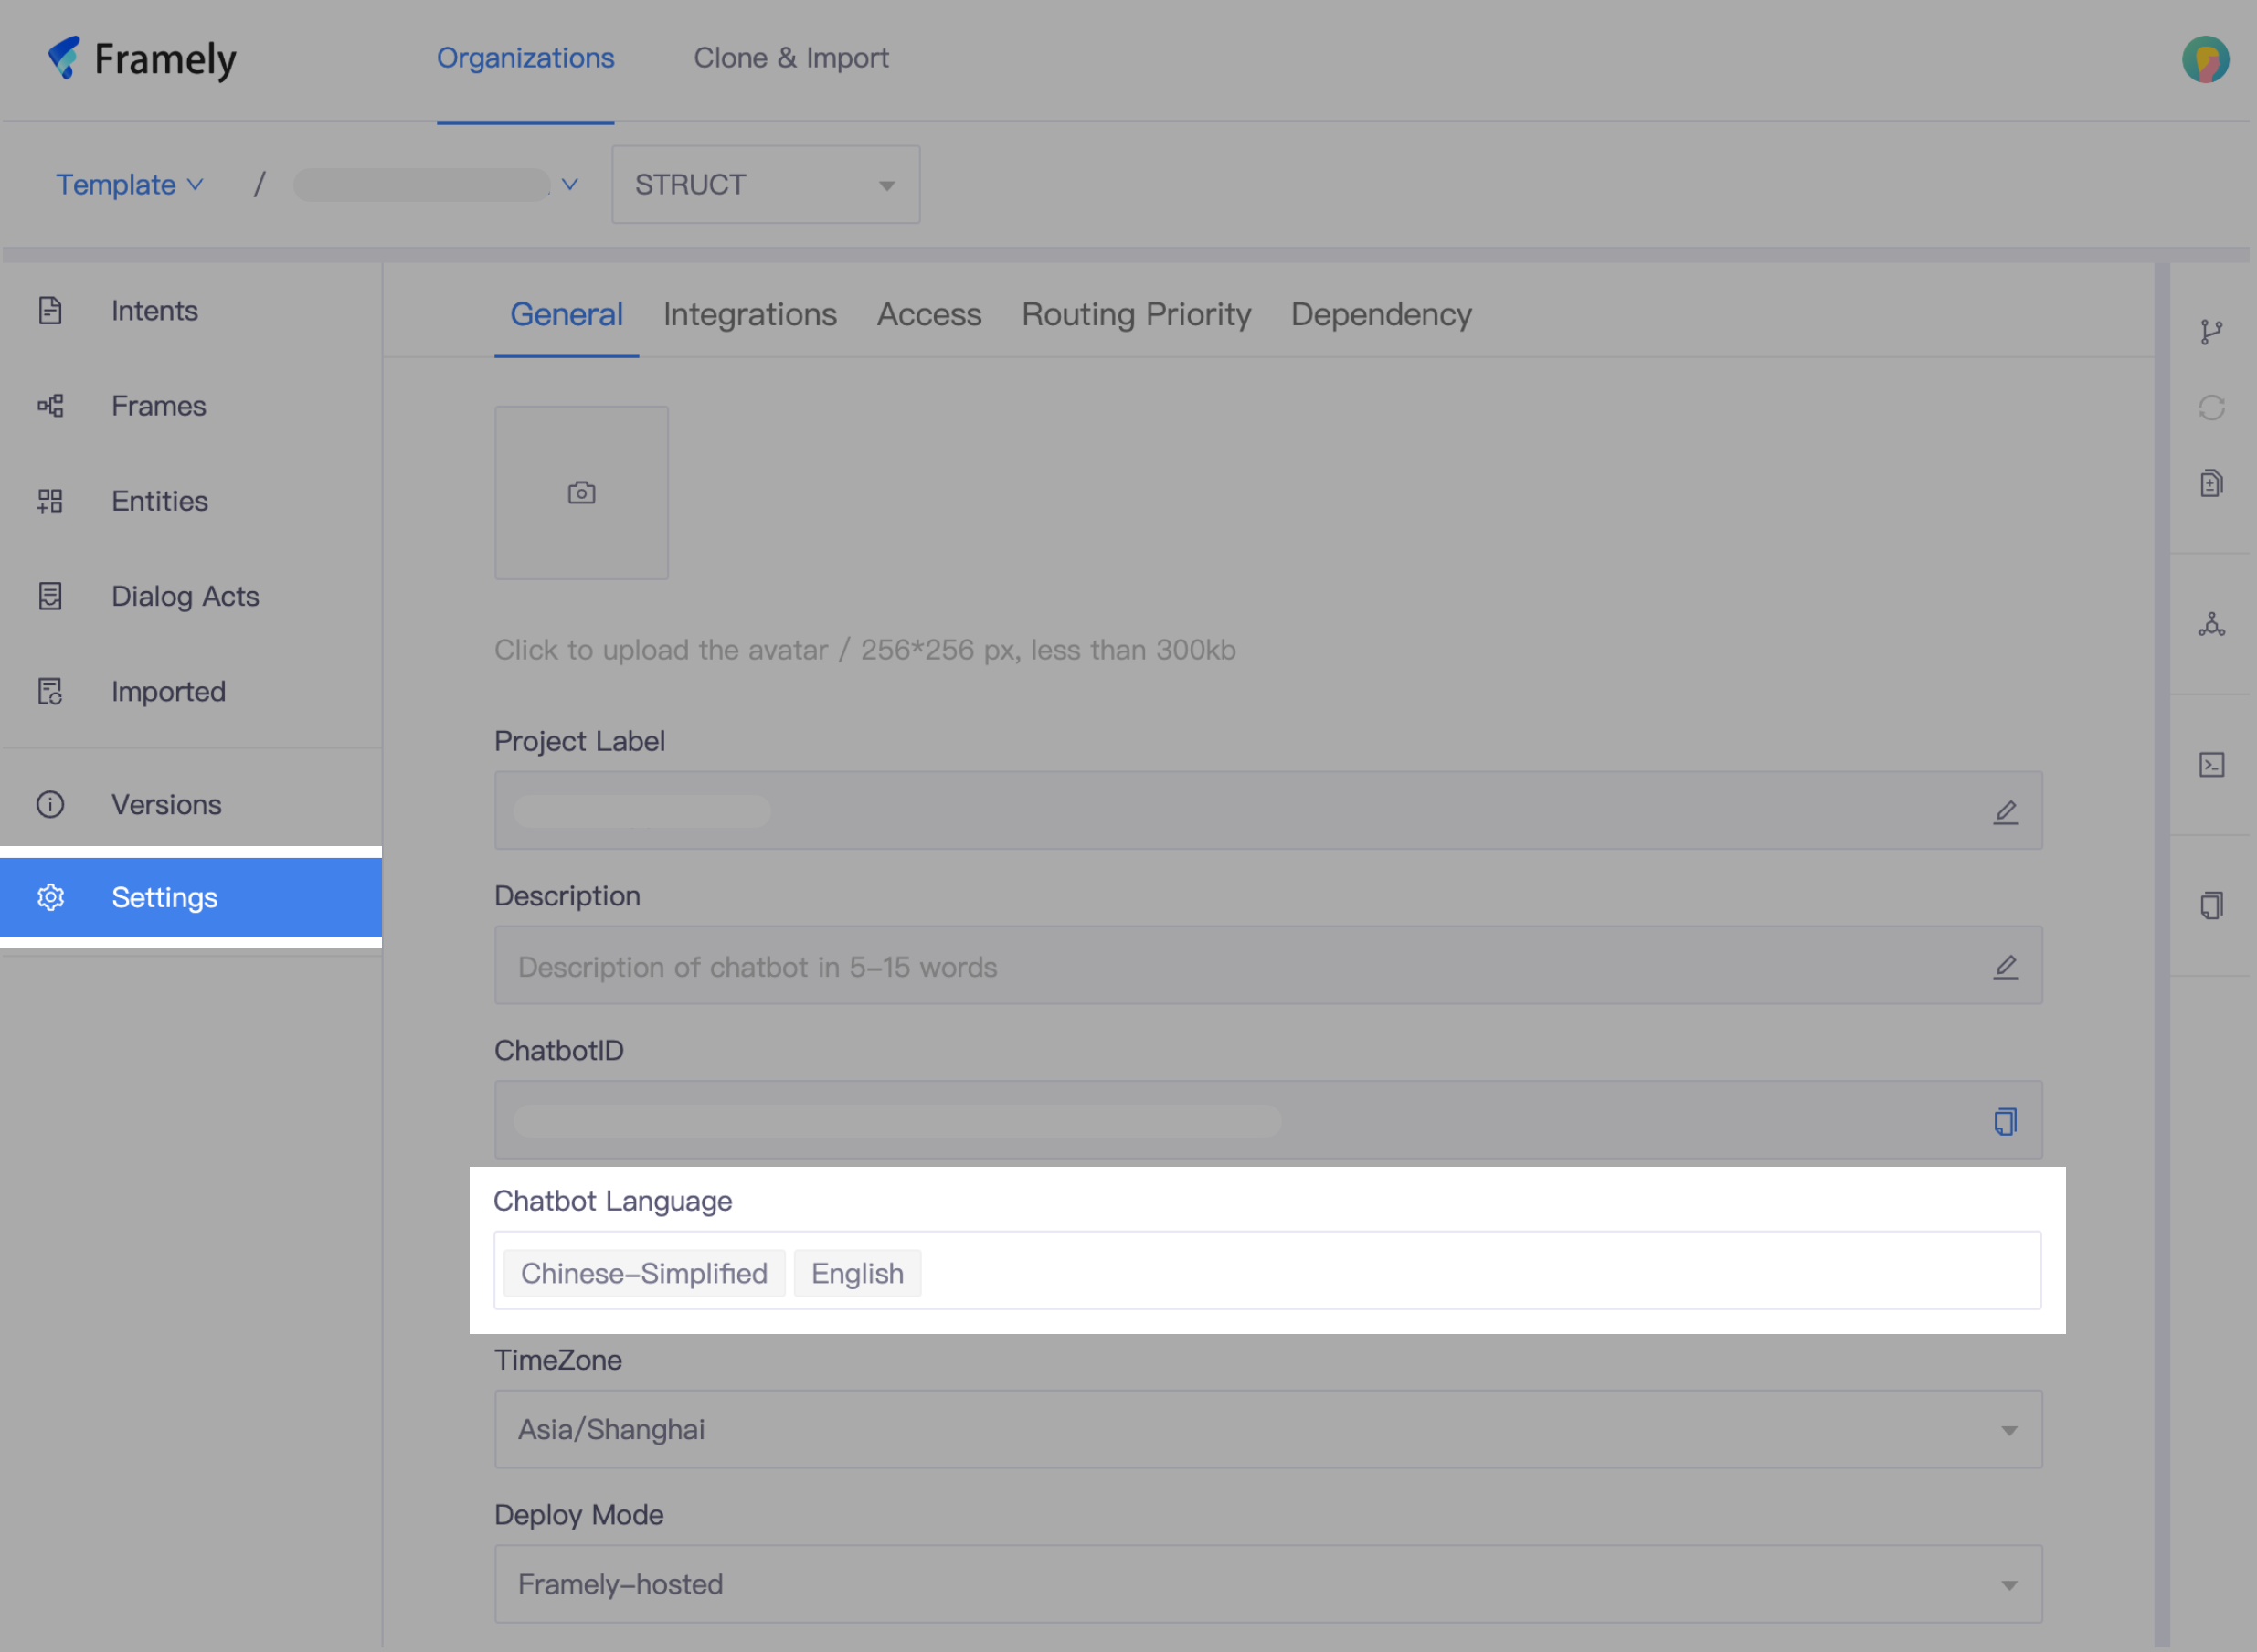 Framely
Organizations
Clone & Import
Template
/
STRUCT
Intents
Frames
Entities
Dialog Acts
Imported
Versions
Settings
General
Integrations
Access
Routing Priority
Dependency
Click to upload the avatar / 256*256 px, less than 300kb
Project Label
Description
Description of chatbot in 5–15 words
ChatbotID
Chatbot Language
Chinese–Simplified
English
TimeZone
Asia/Shanghai
Deploy Mode
Framely–hosted